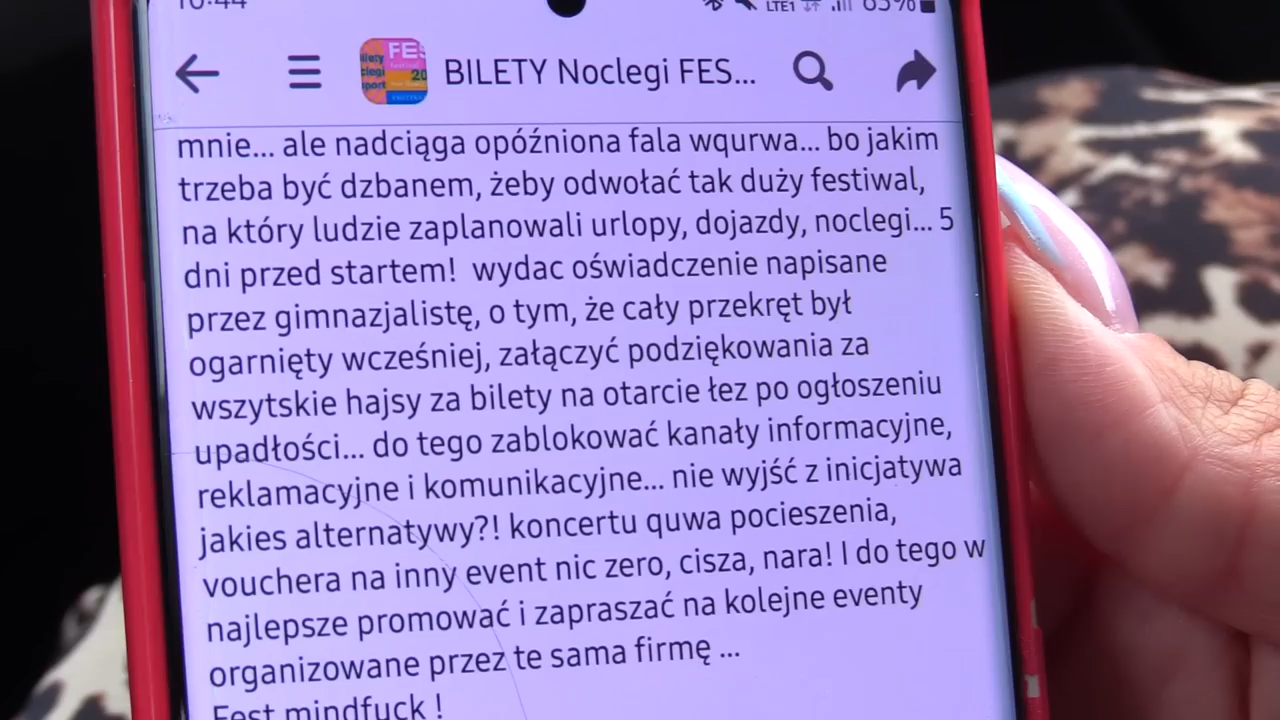 10:44 LTE1 65%
BILETY Noclegi FES...
mnie... ale nadciąga opóźniona fala wqurwa... bo jakim
trzeba być dzbanem, żeby odwołać tak duży festiwal,
na który ludzie zaplanowali urlopy, dojazdy, noclegi... 5
dni przed startem! wydac oświadczenie napisane
przez gimnazjalistę, o tym, że cały przekręt był
ogarnięty wcześniej, załączyć podziękowania za
wszytskie hajsy za bilety na otarcie łez po ogłoszeniu
upadłości... do tego zablokować kanały informacyjne,
reklamacyjne i komunikacyjne... nie wyjść z inicjatywa
jakies alternatywy?! koncertu quwa pocieszenia,
vouchera na inny event nic zero, cisza, nara! I do tego w
najlepsze promować i zapraszać na kolejne eventy
organizowane przez te sama firmę ...
Fest mindfuck !